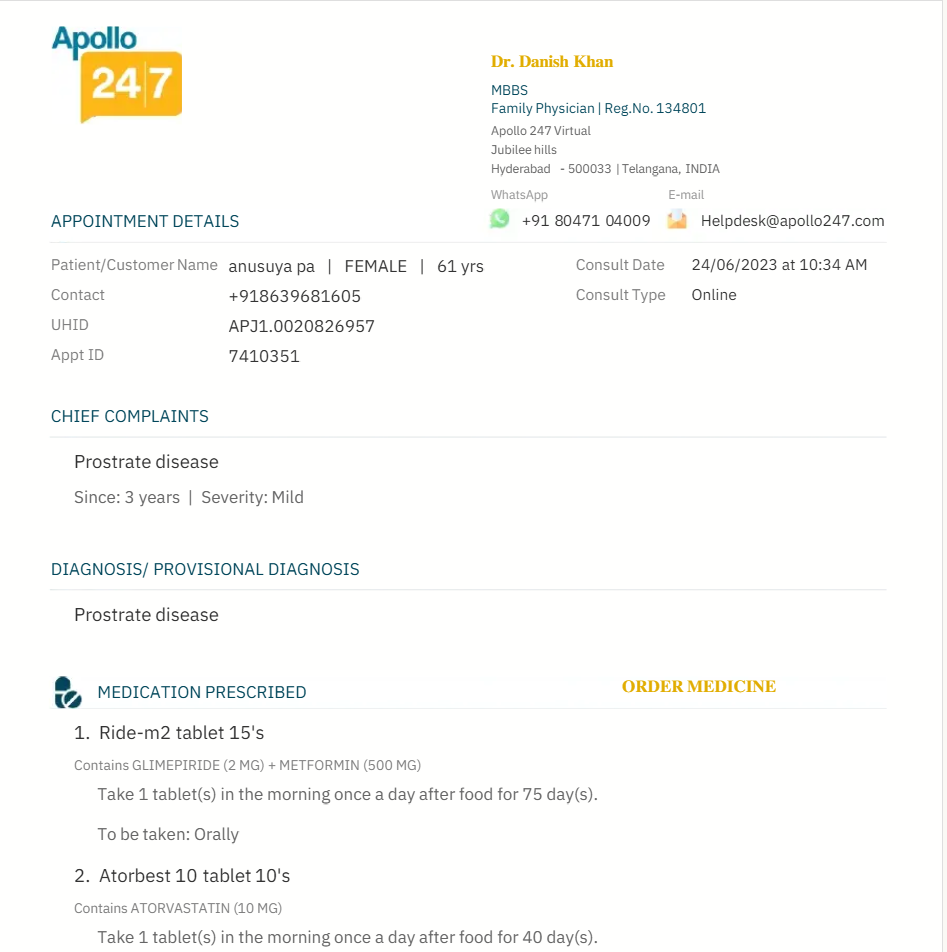 Apollo
24|7
Dr. Danish Khan
MBBS
Family Physician | Reg.No. 134801
Apollo 247 Virtual
Jubilee hills
Hyderabad - 500033 | Telangana, INDIA
WhatsApp E-mail
+91 80471 04009 Helpdesk@apollo247.com
APPOINTMENT DETAILS
Patient/Customer Name anusuya pa | FEMALE | 61 yrs
Consult Date 24/06/2023 at 10:34 AM
Contact +918639681605
Consult Type Online
UHID APJ1.0020826957
Appt ID 7410351
CHIEF COMPLAINTS
Prostrate disease
Since: 3 years | Severity: Mild
DIAGNOSIS/ PROVISIONAL DIAGNOSIS
Prostrate disease
MEDICATION PRESCRIBED
ORDER MEDICINE
1. Ride-m2 tablet 15's
Contains GLIMEPIRIDE (2 MG) + METFORMIN (500 MG)
Take 1 tablet(s) in the morning once a day after food for 75 day(s).
To be taken: Orally
2. Atorbest 10 tablet 10's
Contains ATORVASTATIN (10 MG)
Take 1 tablet(s) in the morning once a day after food for 40 day(s).